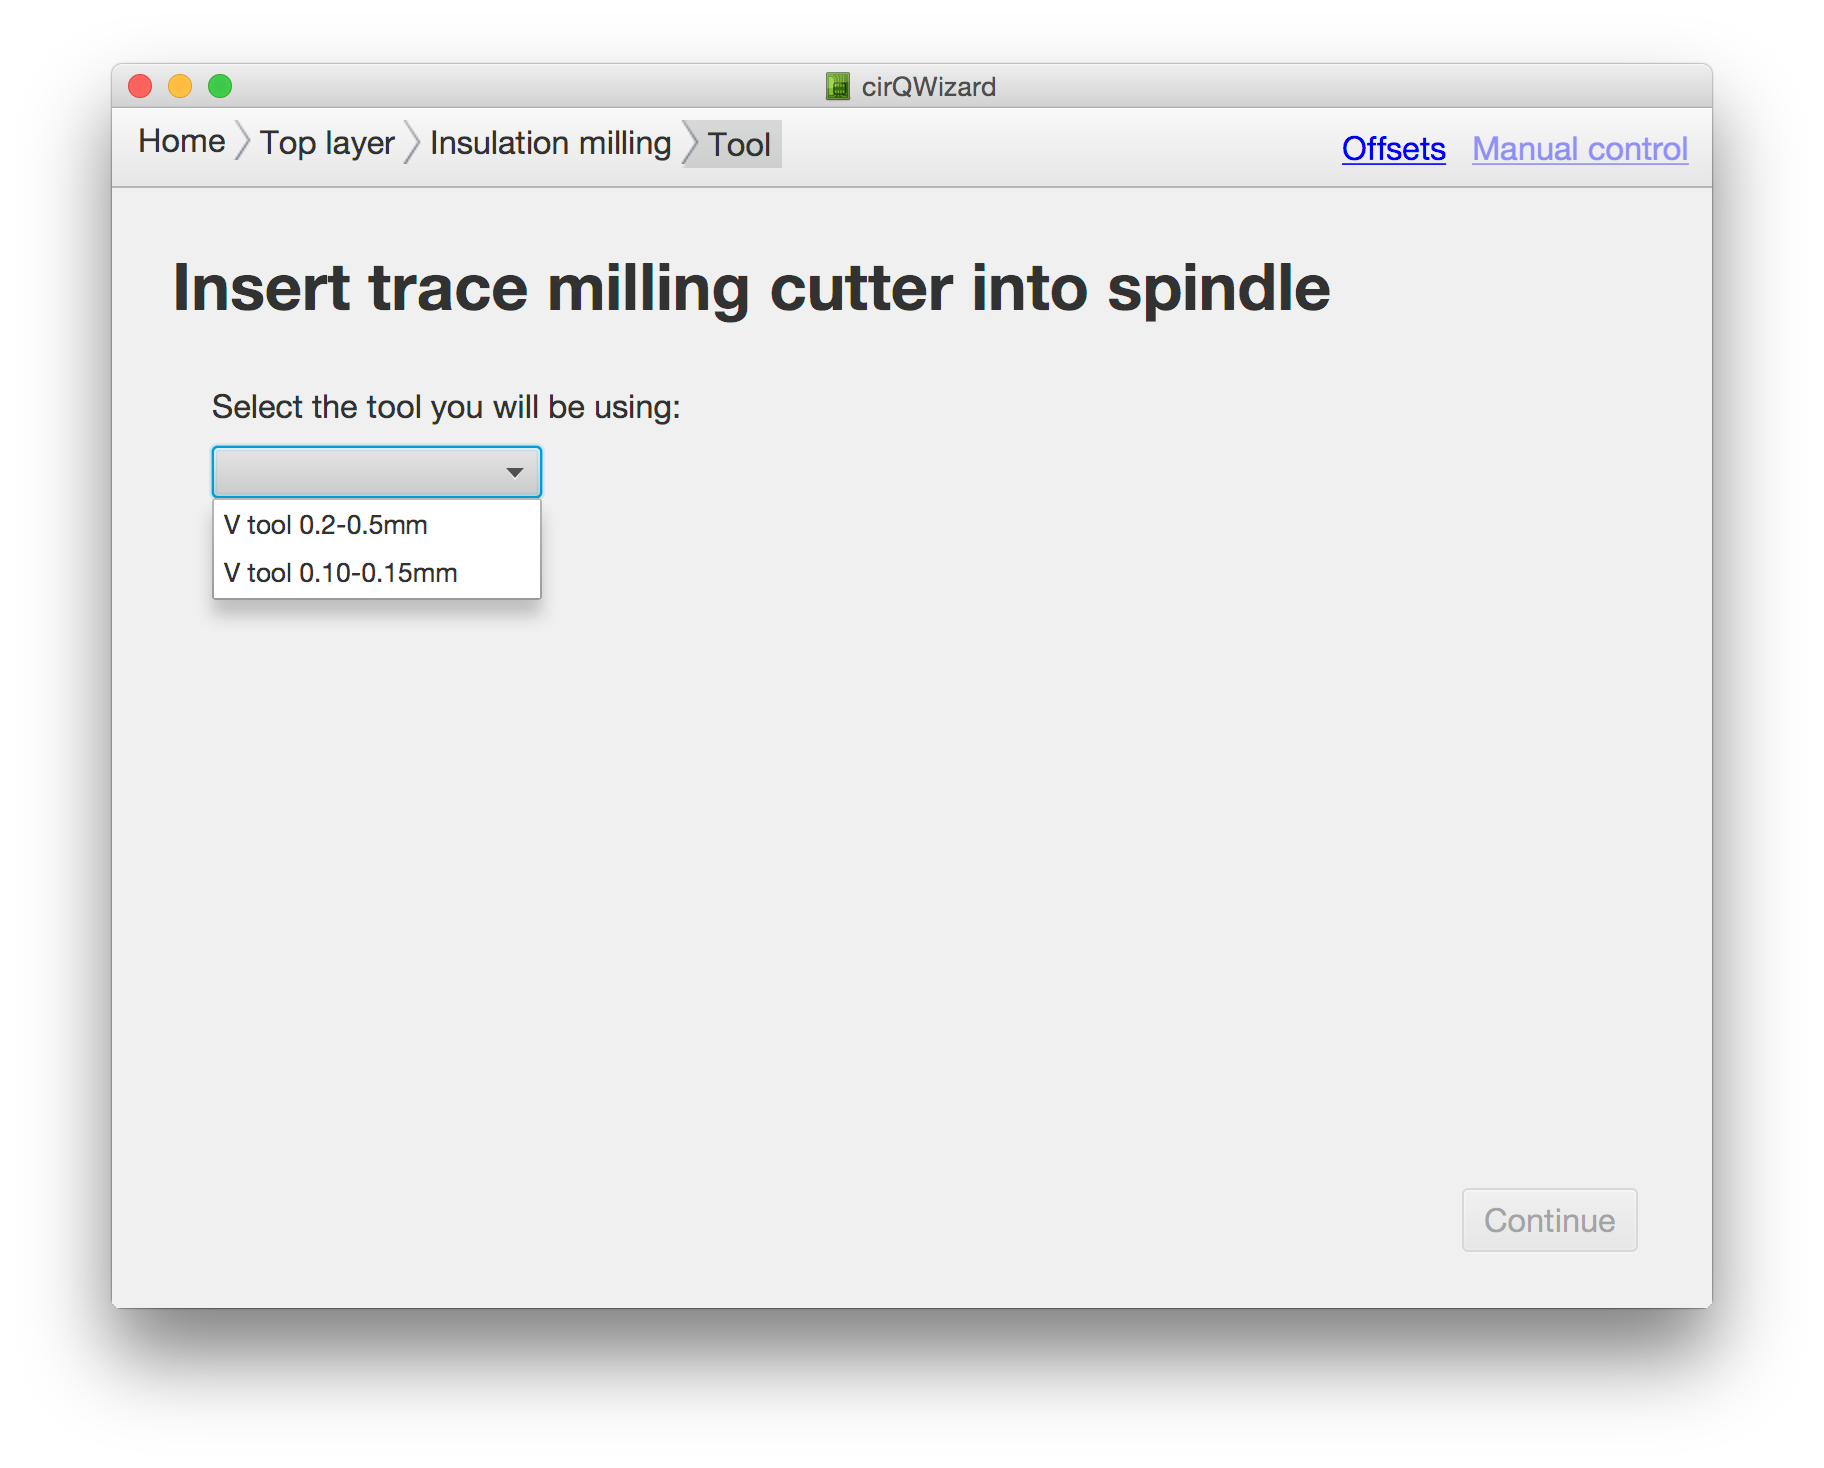 cirQWizard
Home Top layer Insulation milling Tool Offsets Manual control
Insert trace milling cutter into spindle
Select the tool you will be using:
V tool 0.2-0.5mm
V tool 0.10-0.15mm
Continue